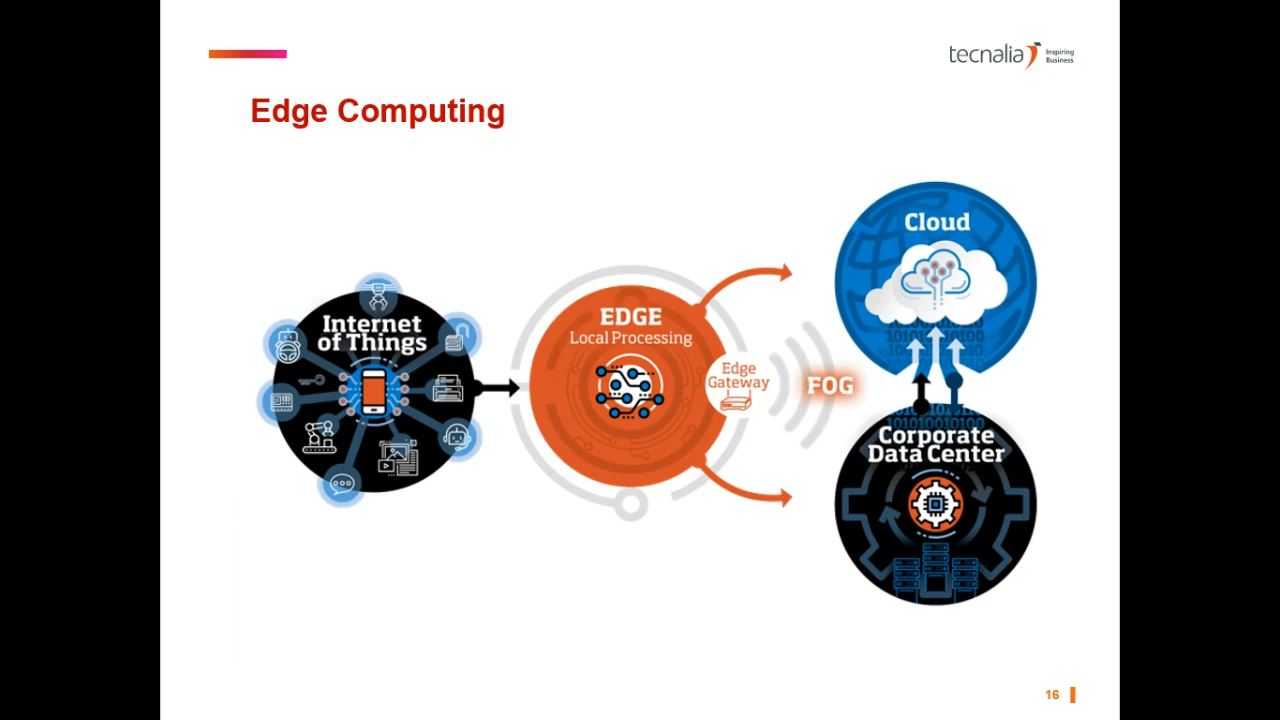 tecnalia Inspiring
Business
Edge Computing
Cloud
Internet
of Things
EDGE
Local Processing
Edge
Gateway
FOG
Corporate
Data Center
16